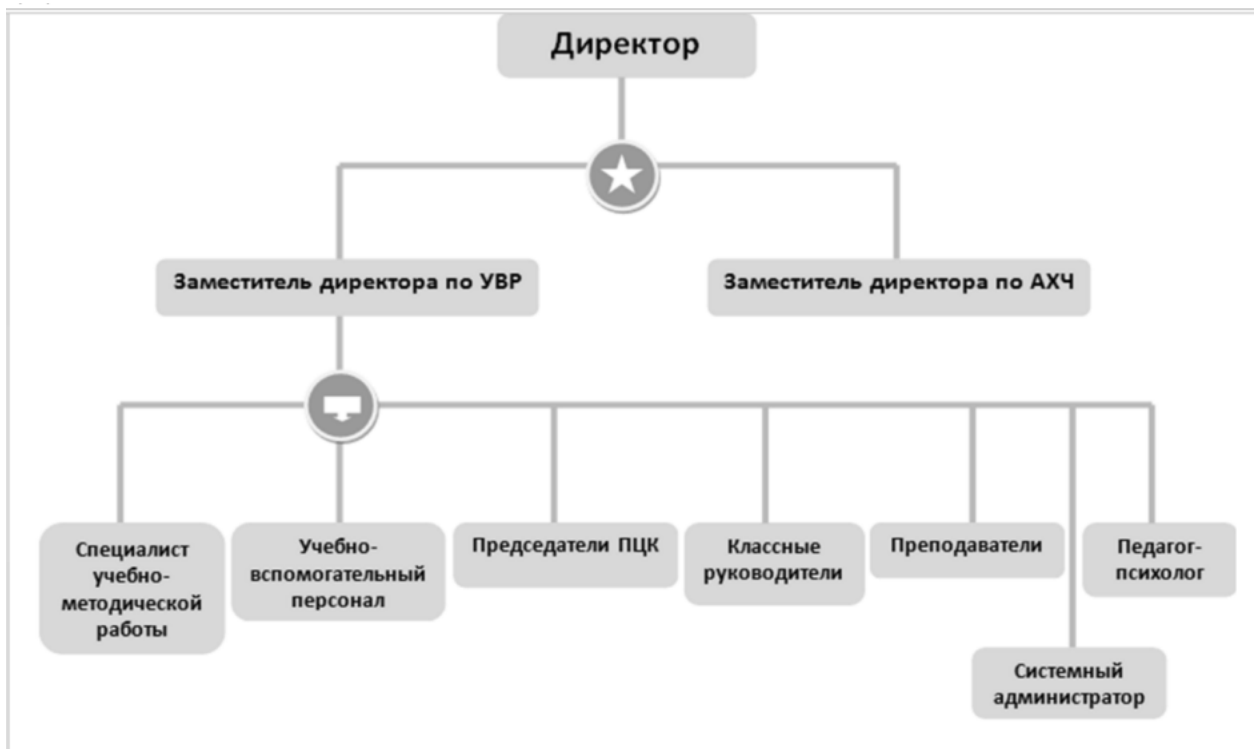 Директор
Заместитель директора по УВР
Заместитель директора по АХЧ
Специалист
учебно-
методической
работы
Учебно-
вспомогательный
персонал
Председатели ПЦК
Классные
руководители
Преподаватели
Педагог-
психолог
Системный
администратор